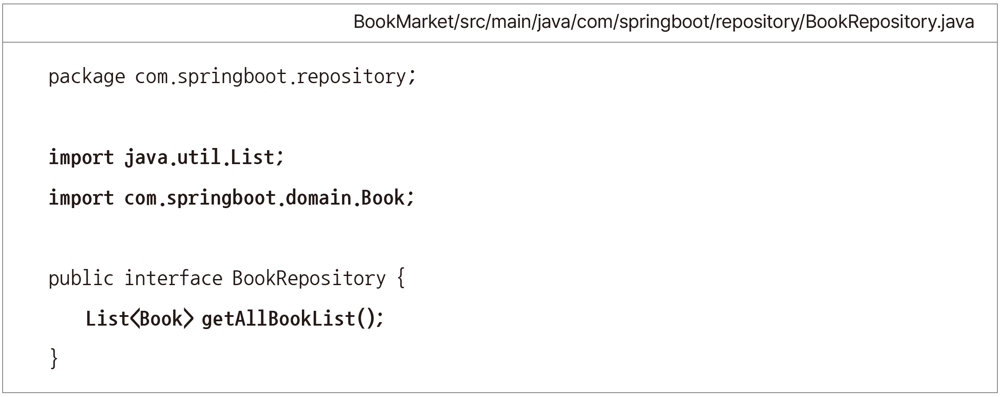 BookMarket/src/main/java/com/springboot/repository/BookRepository.java
package com.springboot.repository;
import java.util.List;
import com.springboot.domain.Book;
public interface BookRepository {
List<Book> getAllBookList();
}